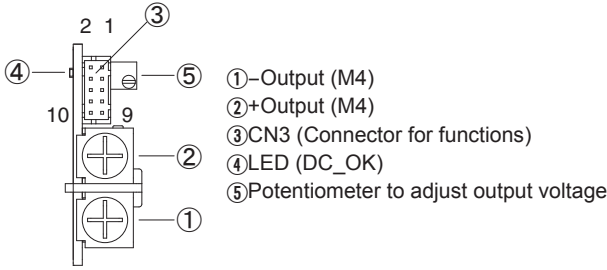 2 1
③
④
⑤
10
9
②
①
①−Output (M4)
②+Output (M4)
③CN3 (Connector for functions)
④LED (DC_OK)
⑤Potentiometer to adjust output voltage